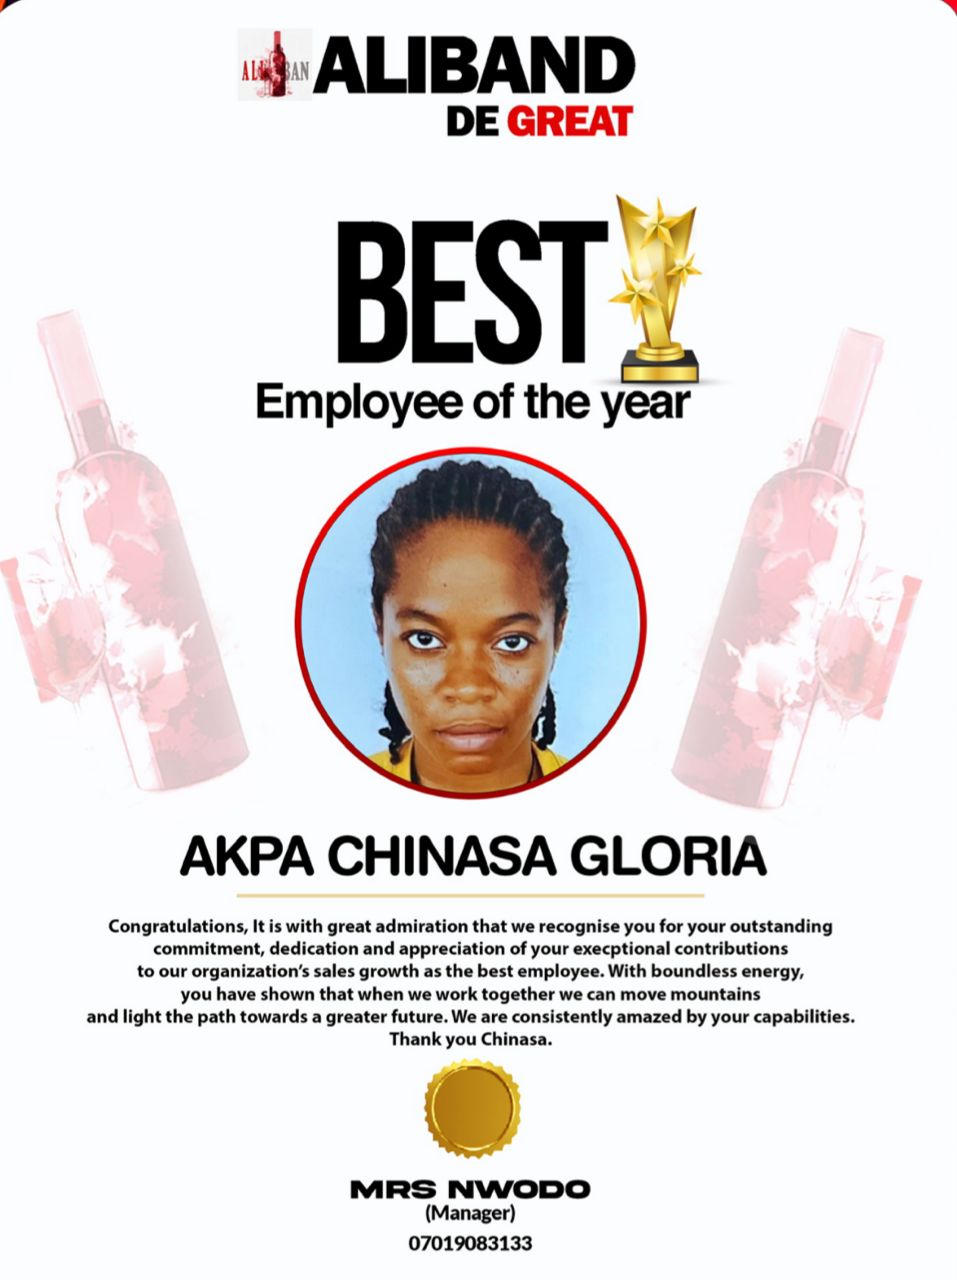 ALIBAND
DE GREAT
BEST
Employee of the year
AKPA CHINASA GLORIA
Congratulations, It is with great admiration that we recognise you for your outstanding
commitment, dedication and appreciation of your execptional contributions
to our organization's sales growth as the best employee. With boundless energy,
you have shown that when we work together we can move mountains
and light the path towards a greater future. We are consistently amazed by your capabilities.
Thank you Chinasa.
MRS NWODO
(Manager)
07019083133